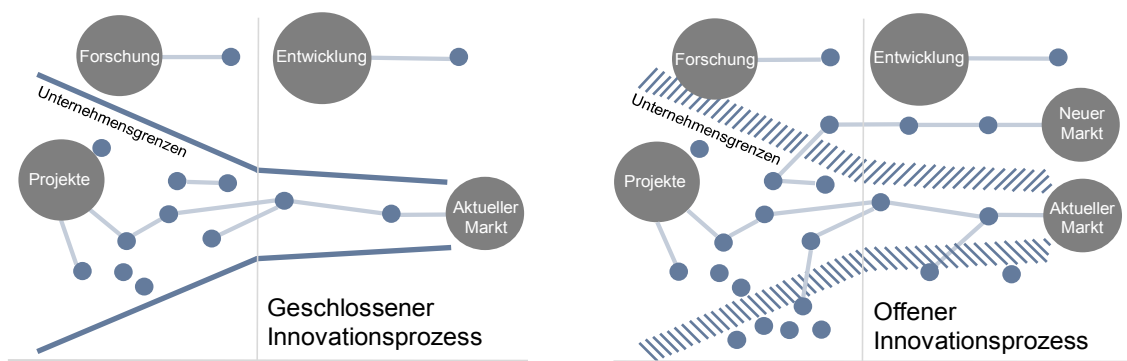 Forschung
Entwicklung
Unternehmensgrenzen
Projekte
Aktueller
Markt
Geschlossener
Innovationsprozess
Forschung
Entwicklung
Unternehmensgrenzen
Neuer
Markt
Projekte
Aktueller
Markt
Offener
Innovationsprozess